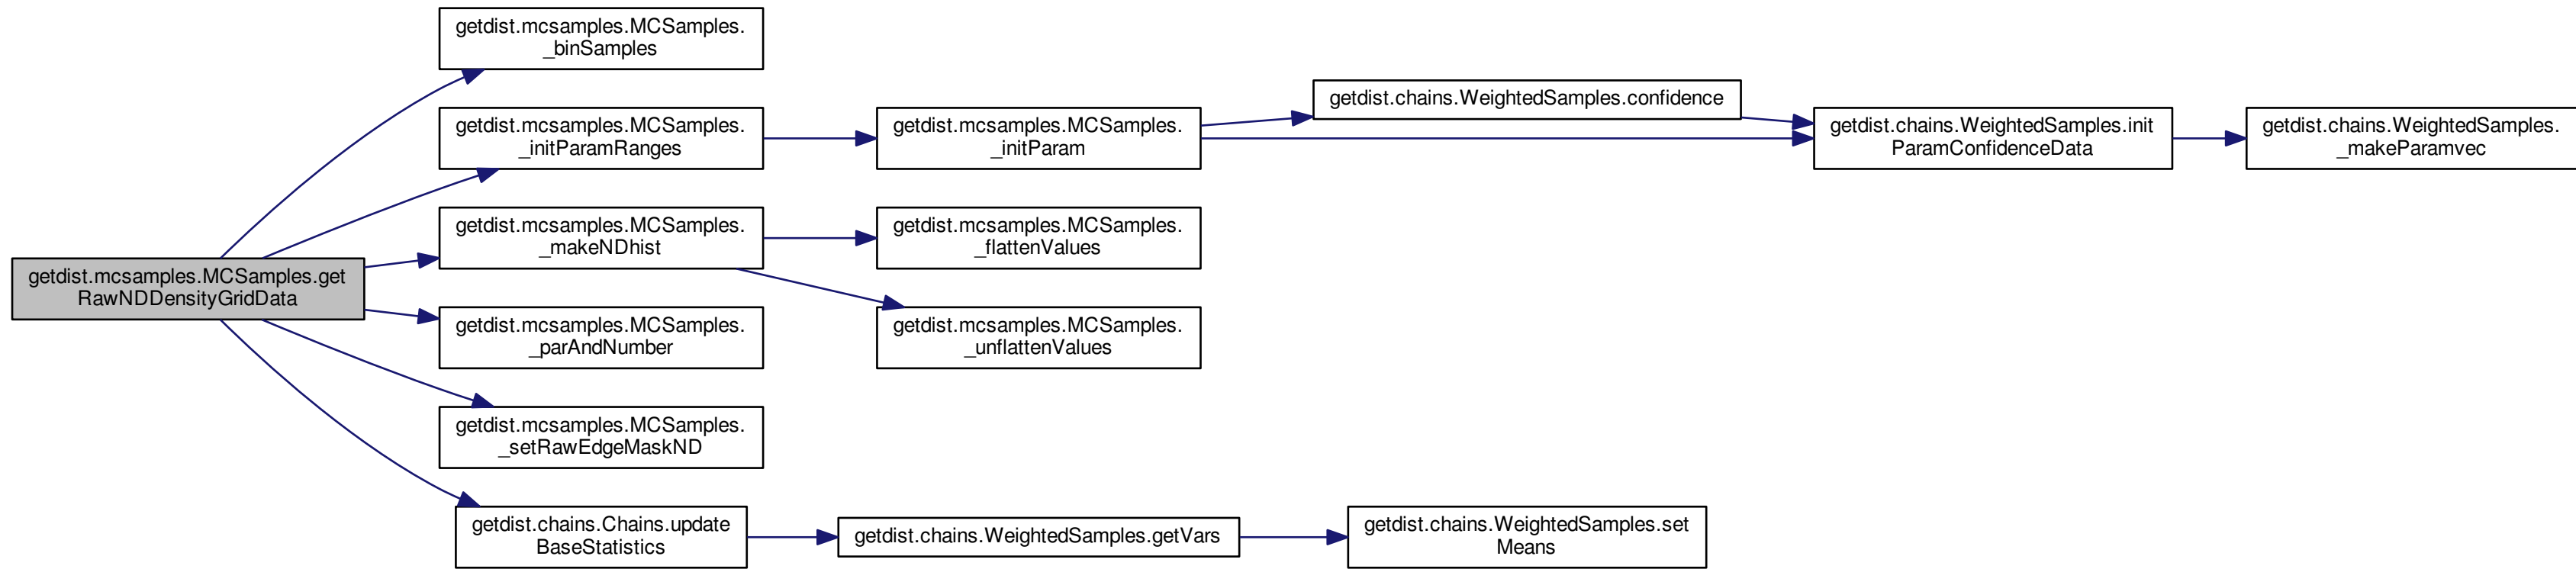 getdist.mcsamples.MCSamples.
_binSamples
getdist.mcsamples.MCSamples.
_initParamRanges
getdist.mcsamples.MCSamples.
_initParam
getdist.chains.WeightedSamples.confidence
getdist.chains.WeightedSamples.init
ParamConfidenceData
getdist.chains.WeightedSamples.
_makeParamvec
getdist.mcsamples.MCSamples.
_makeNDhist
getdist.mcsamples.MCSamples.
_flattenValues
getdist.mcsamples.MCSamples.get
RawNDDensityGridData
getdist.mcsamples.MCSamples.
_parAndNumber
getdist.mcsamples.MCSamples.
_unflattenValues
getdist.mcsamples.MCSamples.
_setRawEdgeMaskND
getdist.chains.Chains.update
BaseStatistics
getdist.chains.WeightedSamples.getVars
getdist.chains.WeightedSamples.set
Means